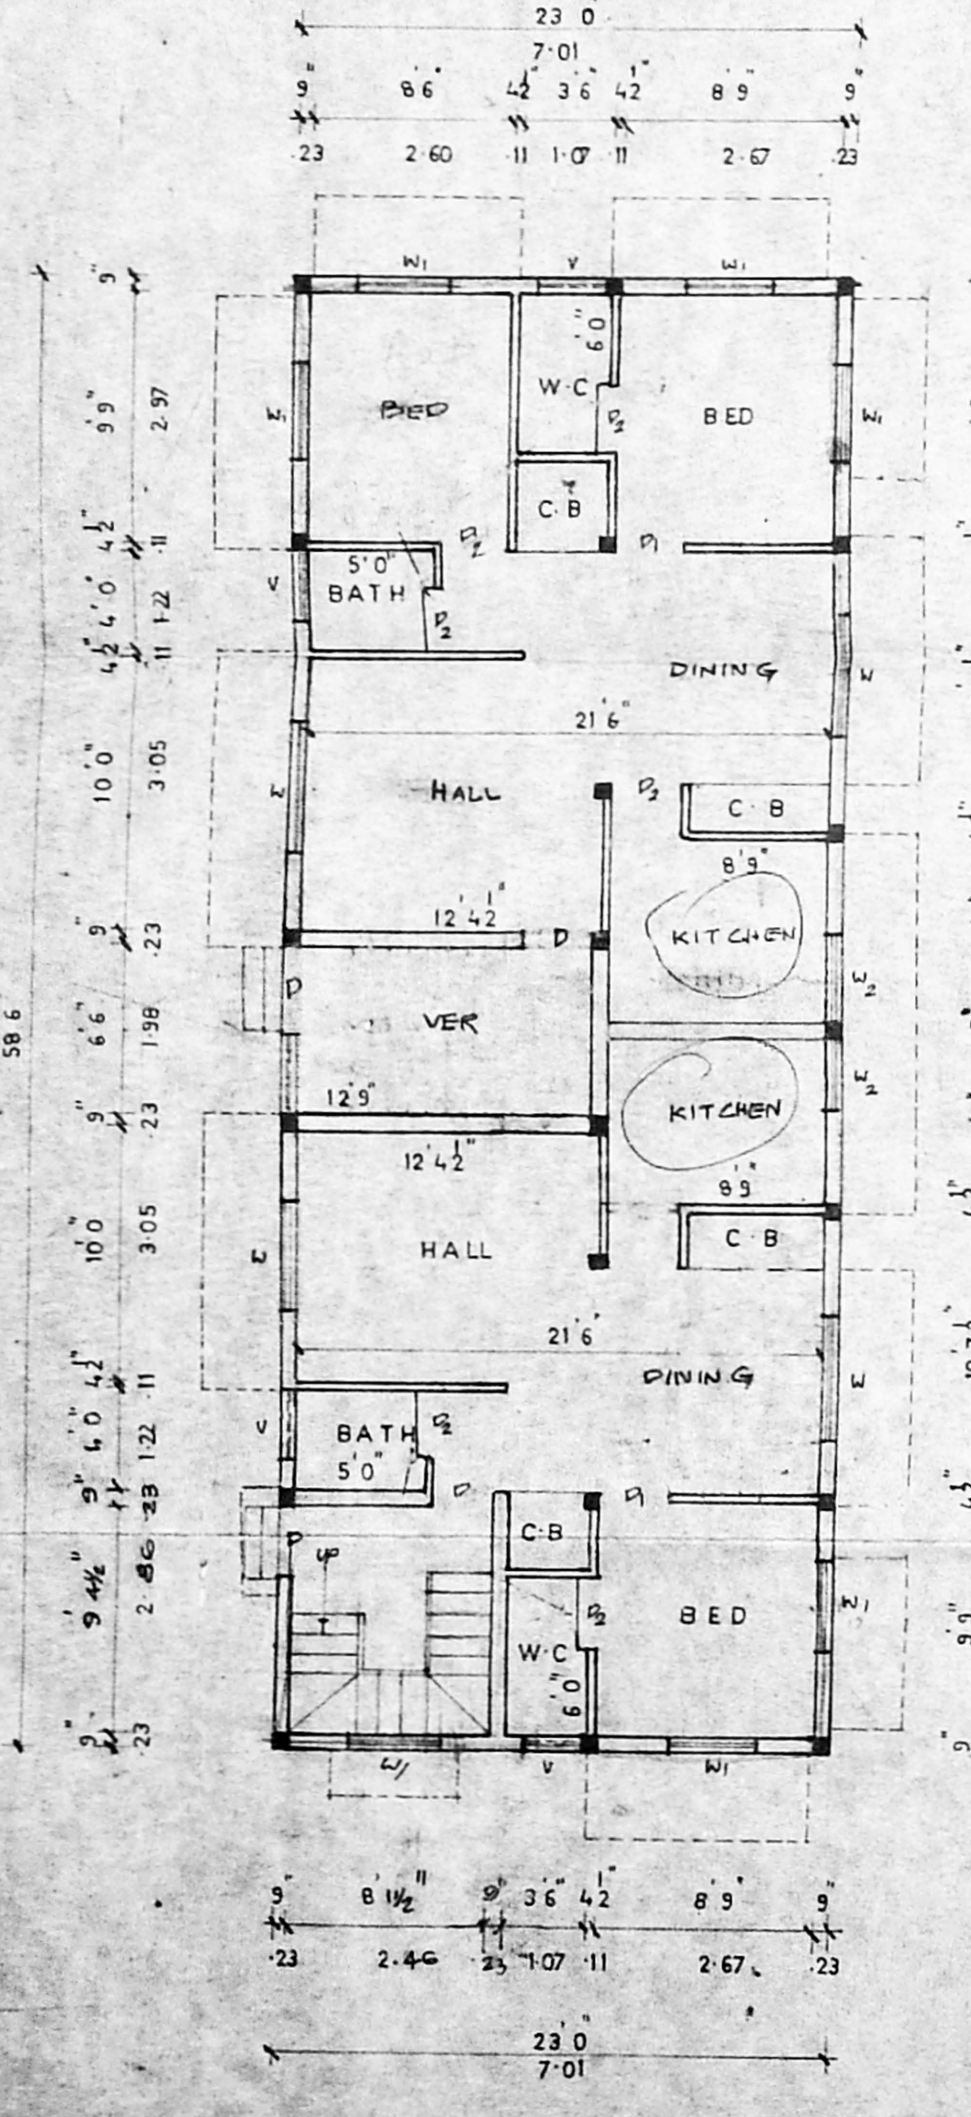 23 0
7·01
9" 8'6" 4½" 3'6" 4½" 8'9" 9"
·23 2·60 ·11 1·07 ·11 2·67 ·23
W1 V W1
9"
6'0"
W·C
BED
D2
BED
W1
W1
9'9"
2·97
C·B
4½"
·11
D2
D1
5'0"
BATH
V
4'0"
1·22
D2
4½"
·11
DINING
W
21'6"
10'0"
3·05
W
HALL
D2
C·B
8'9"
12'4½"
9"
·23
D
KITCHEN
D
W2
6'6"
1·98
VER
58 6
W2
12'9"
9"
·23
KITCHEN
12'4½"
8'9"
10'0"
3·05
W
HALL
C·B
21'6'
DINING
W
4½"
·11
V
BATH
D2
5'0"
1·22
9"
·23
D
D1
C·B
D
UP
9'4½"
2·86
D2
BED
W1
W·C
6'0"
9'9"
9"
·23
9"
W1 V W1
9" 8'1½" 9" 3'6" 4½" 8'9" 9"
·23 2·46 ·23 1·07 ·11 2·67 ·23
23'0"
7·01